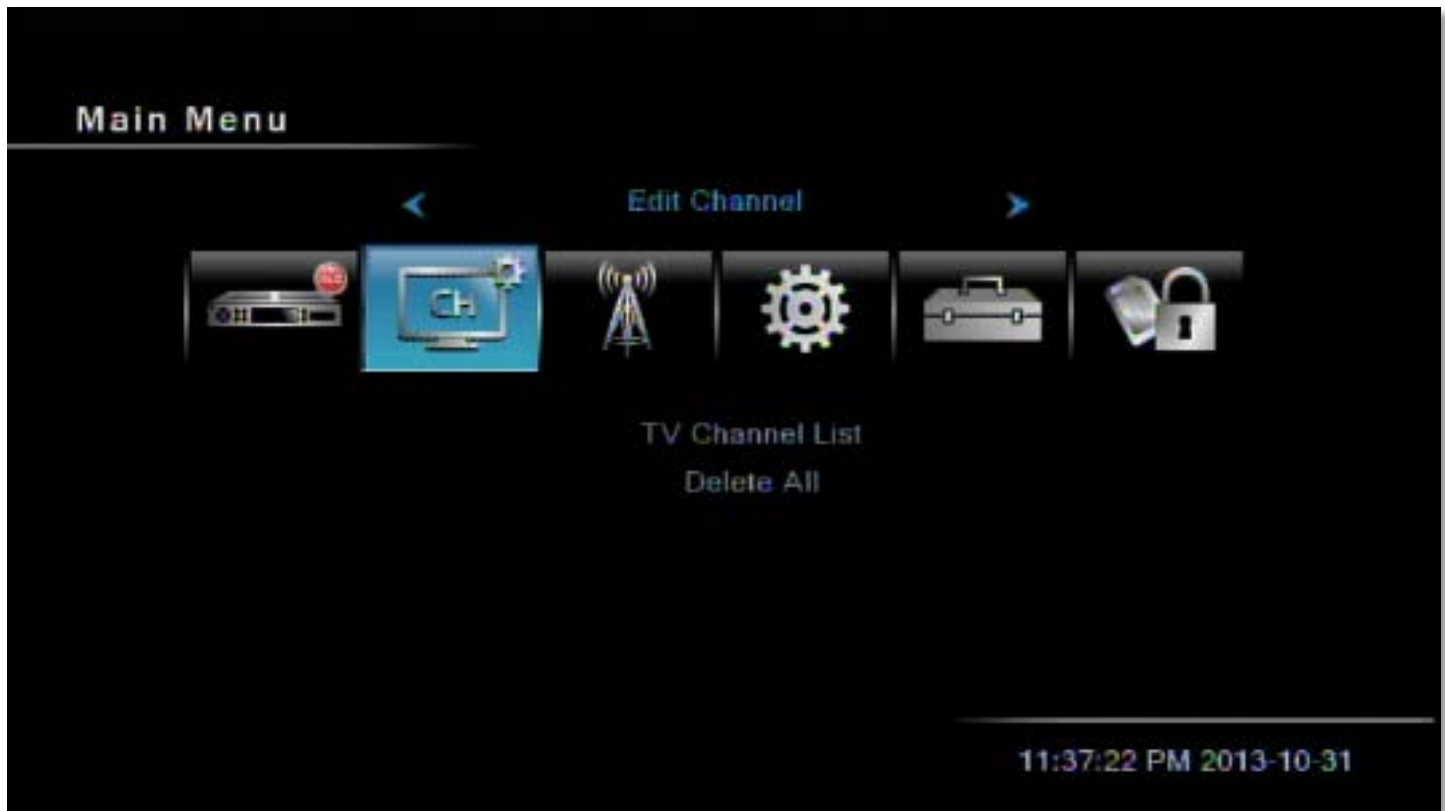 Main Menu
Edit Channel
Ch
TV Channel List
Delete All
11:37:22 PM 2013-10-31